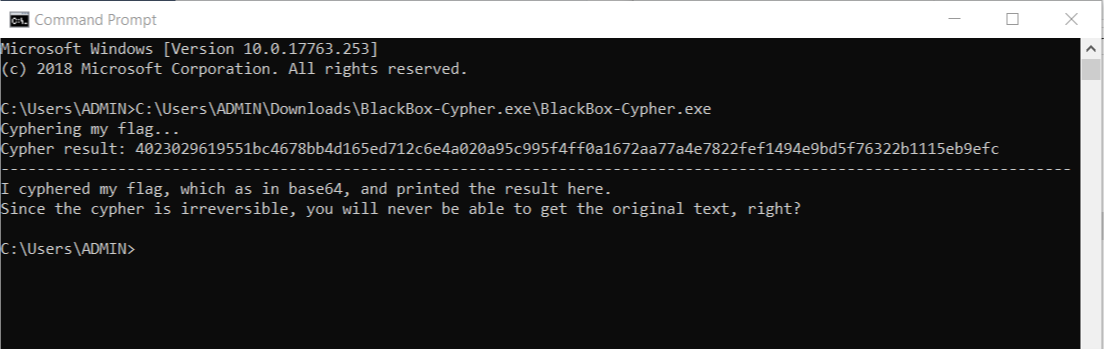 Command Prompt
Microsoft Windows [Version 10.0.17763.253]
(c) 2018 Microsoft Corporation. All rights reserved.
C:\Users\ADMIN>C:\Users\ADMIN\Downloads\BlackBox-Cypher.exe\BlackBox-Cypher.exe
Cyphering my flag...
Cypher result: 4023029619551bc4678bb4d165ed712c6e4a020a95c995f4ff0a1672aa77a4e7822fef1494e9bd5f76322b1115eb9efc
-----------------------------------------------------------------------------------------------------------------------
I cyphered my flag, which as in base64, and printed the result here.
Since the cypher is irreversible, you will never be able to get the original text, right?
C:\Users\ADMIN>